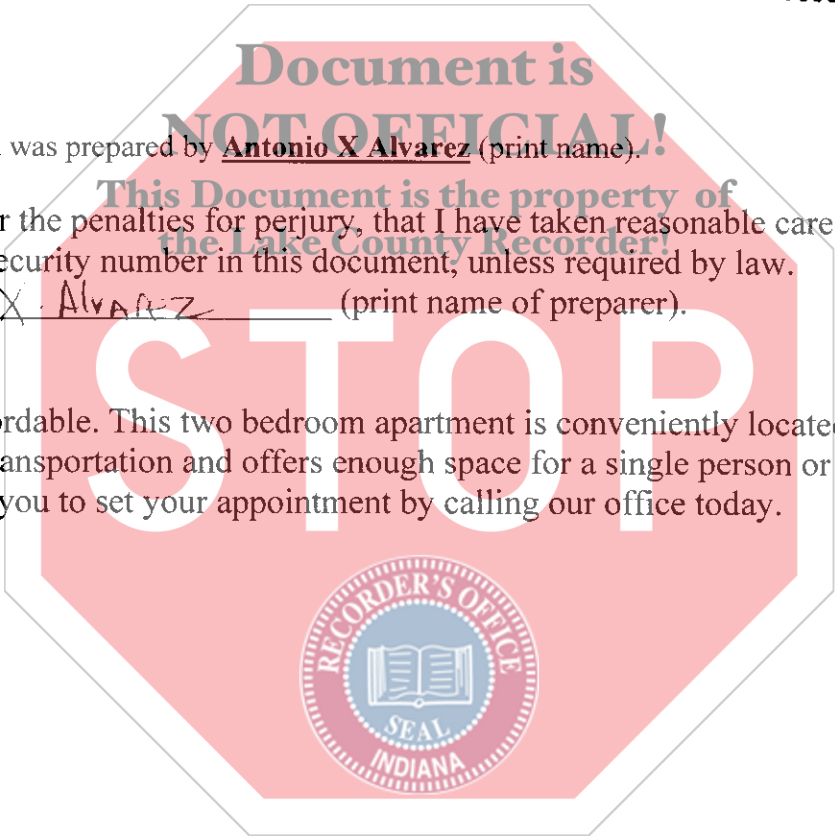 Document is
NOT OFFICIAL!
was prepared by Antonio X Alvarez (print name).
This Document is the property of
r the penalties for perjury, that I have taken reasonable care
the Lake County Recorder!
ecurity number in this document, unless required by law.
X Alvarez (print name of preparer).
STOP
rdable. This two bedroom apartment is conveniently located
ansportation and offers enough space for a single person or
you to set your appointment by calling our office today.
RECORDER'S OFFICE
SEAL
INDIANA